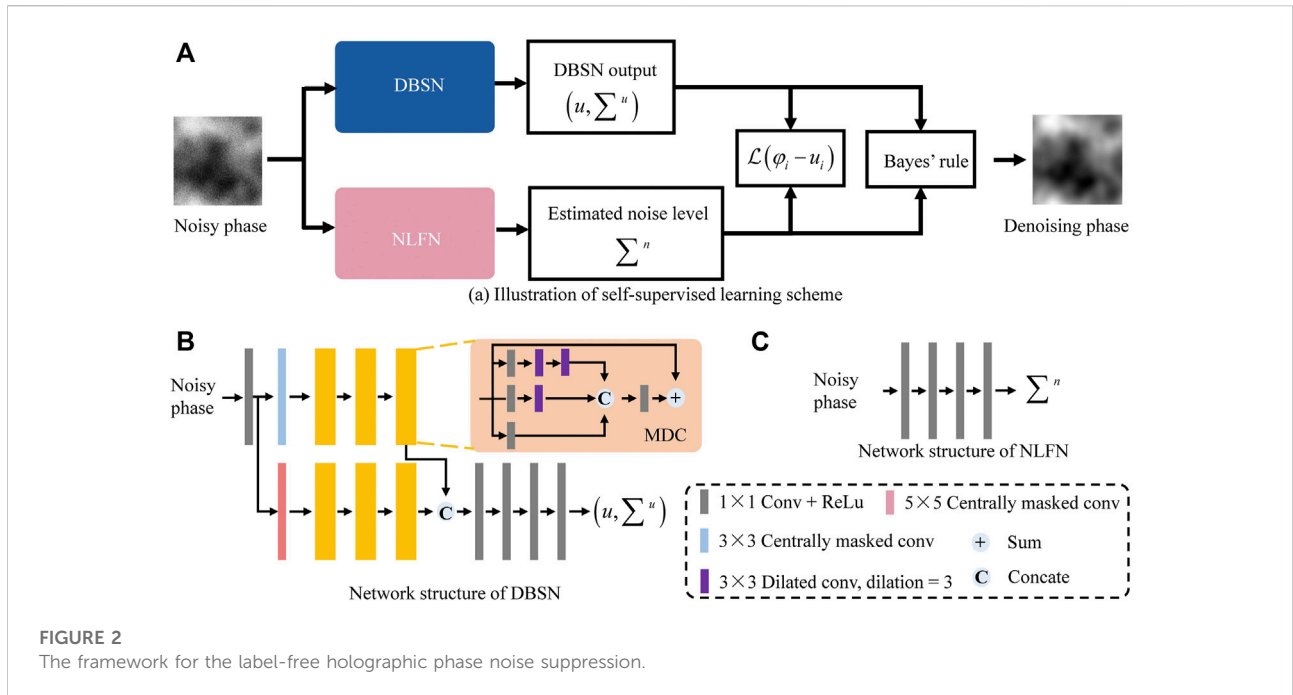 A
DBSN
DBSN output
(u, ∑ᵘ)
ℒ(φᵢ − uᵢ)
Bayes' rule
Noisy phase
NLFN
Estimated noise level
∑ⁿ
Denoising phase
(a) Illustration of self-supervised learning scheme
B
Noisy
phase
C
+
MDC
C
(u, ∑ᵘ)
Network structure of DBSN
C
Noisy
phase
∑ⁿ
Network structure of NLFN
1×1 Conv + ReLu
5×5 Centrally masked conv
3×3 Centrally masked conv
+ Sum
3×3 Dilated conv, dilation = 3
C Concate
FIGURE 2
The framework for the label-free holographic phase noise suppression.